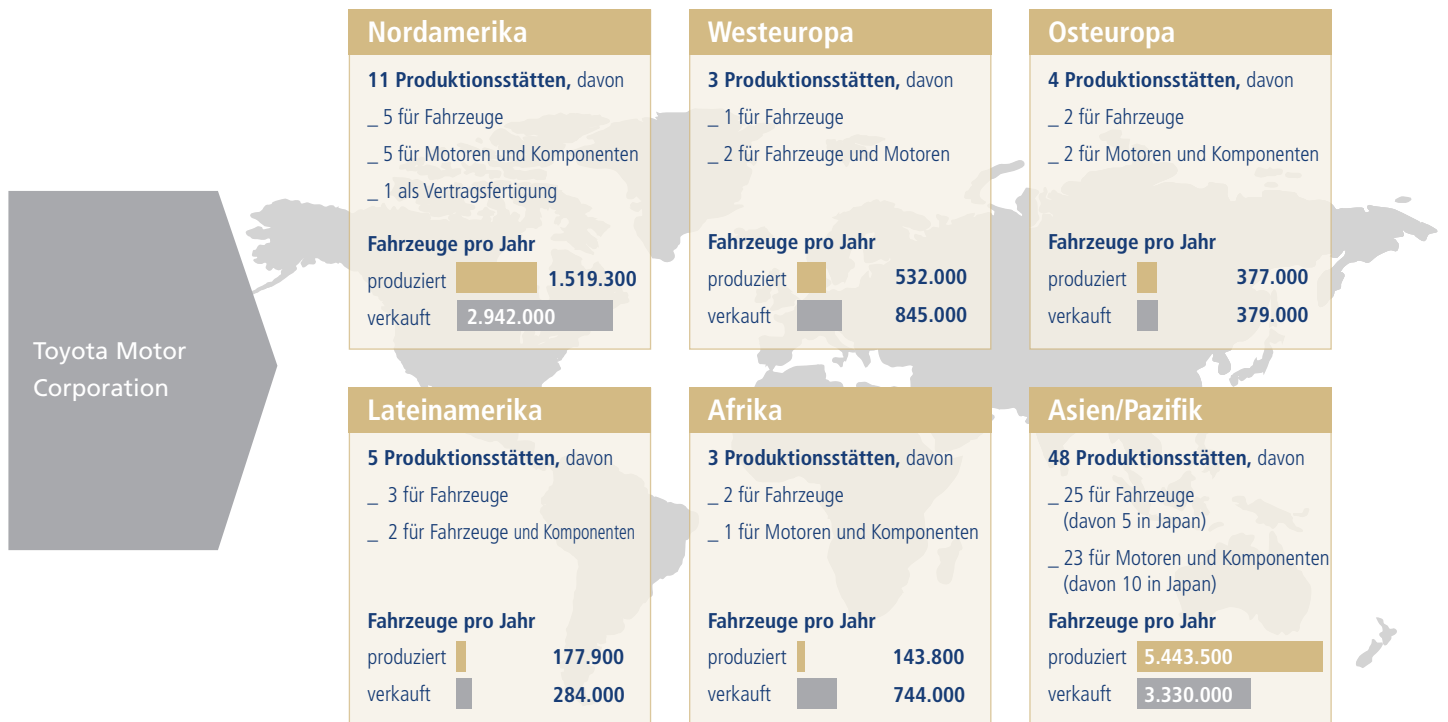 Toyota Motor
Corporation
Nordamerika
11 Produktionsstätten, davon
_ 5 für Fahrzeuge
_ 5 für Motoren und Komponenten
_ 1 als Vertragsfertigung
Fahrzeuge pro Jahr
produziert 1.519.300
verkauft 2.942.000
Westeuropa
3 Produktionsstätten, davon
_ 1 für Fahrzeuge
_ 2 für Fahrzeuge und Motoren
Fahrzeuge pro Jahr
produziert 532.000
verkauft 845.000
Osteuropa
4 Produktionsstätten, davon
_ 2 für Fahrzeuge
_ 2 für Motoren und Komponenten
Fahrzeuge pro Jahr
produziert 377.000
verkauft 379.000
Lateinamerika
5 Produktionsstätten, davon
_ 3 für Fahrzeuge
_ 2 für Fahrzeuge und Komponenten
Fahrzeuge pro Jahr
produziert 177.900
verkauft 284.000
Afrika
3 Produktionsstätten, davon
_ 2 für Fahrzeuge
_ 1 für Motoren und Komponenten
Fahrzeuge pro Jahr
produziert 143.800
verkauft 744.000
Asien/Pazifik
48 Produktionsstätten, davon
_ 25 für Fahrzeuge
(davon 5 in Japan)
_ 23 für Motoren und Komponenten
(davon 10 in Japan)
Fahrzeuge pro Jahr
produziert 5.443.500
verkauft 3.330.000